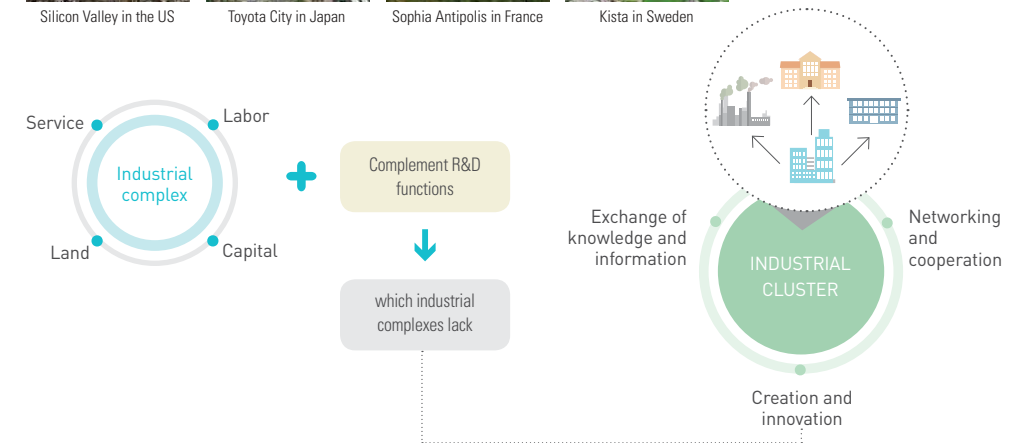 Silicon Valley in the US
Toyota City in Japan
Sophia Antipolis in France
Kista in Sweden
Service
Labor
Industrial
complex
Land
Capital
Complement R&D
functions
which industrial
complexes lack
Exchange of
knowledge and
information
Networking
and
cooperation
INDUSTRIAL
CLUSTER
Creation and
innovation